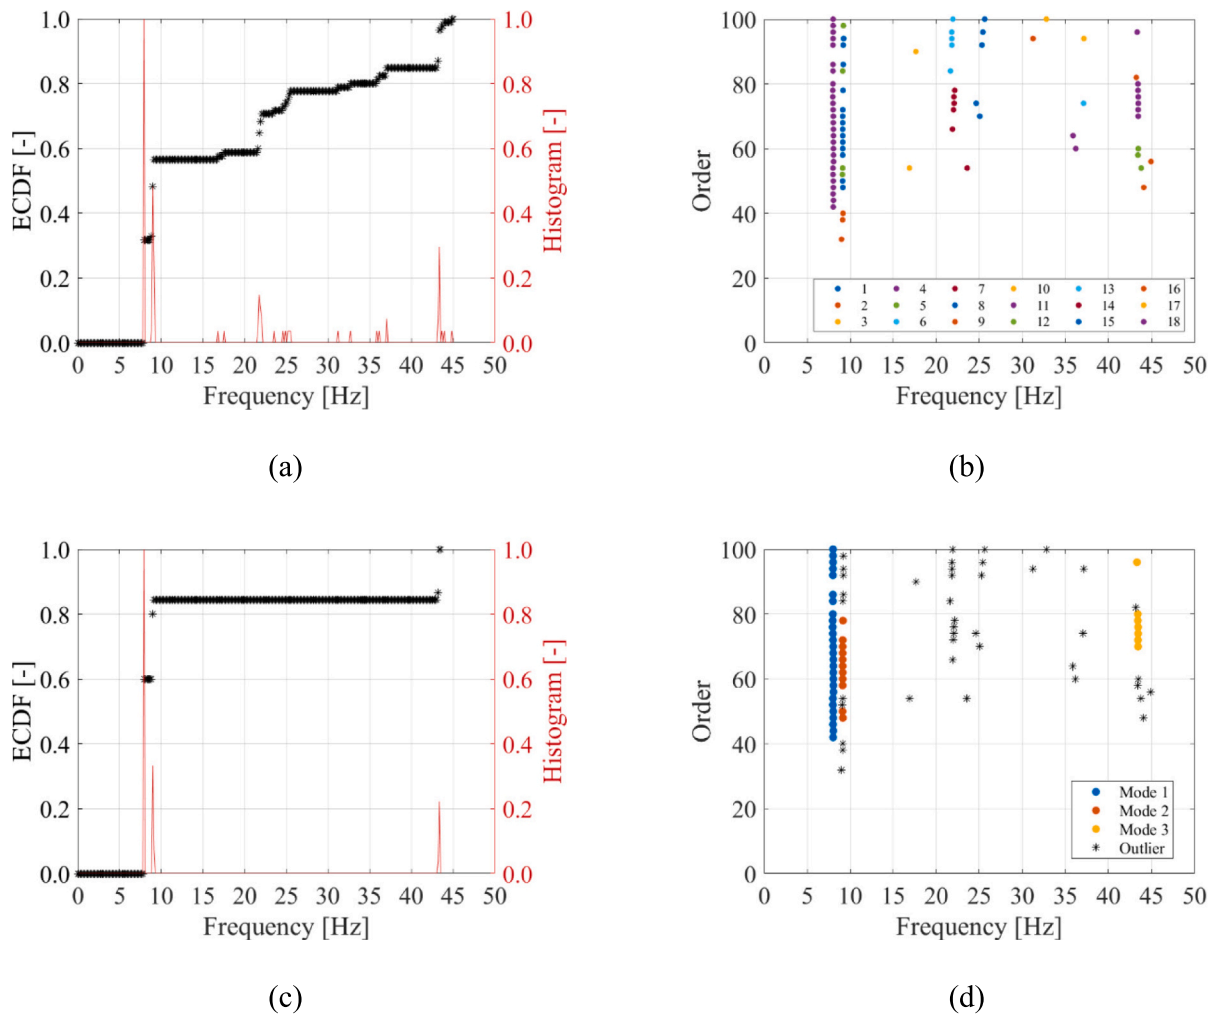 1.0
0.8
0.6
0.4
0.2
0.0
ECDF [-]
1.0
0.8
0.6
0.4
0.2
0.0
Histogram [-]
0 5 10 15 20 25 30 35 40 45 50
Frequency [Hz]
(a)
100
80
60
40
20
0
Order
1 4 7 10 13 16
2 5 8 11 14 17
3 6 9 12 15 18
0 5 10 15 20 25 30 35 40 45 50
Frequency [Hz]
(b)
1.0
0.8
0.6
0.4
0.2
0.0
ECDF [-]
1.0
0.8
0.6
0.4
0.2
0.0
Histogram [-]
0 5 10 15 20 25 30 35 40 45 50
Frequency [Hz]
(c)
100
80
60
40
20
0
Order
Mode 1
Mode 2
Mode 3
Outlier
0 5 10 15 20 25 30 35 40 45 50
Frequency [Hz]
(d)